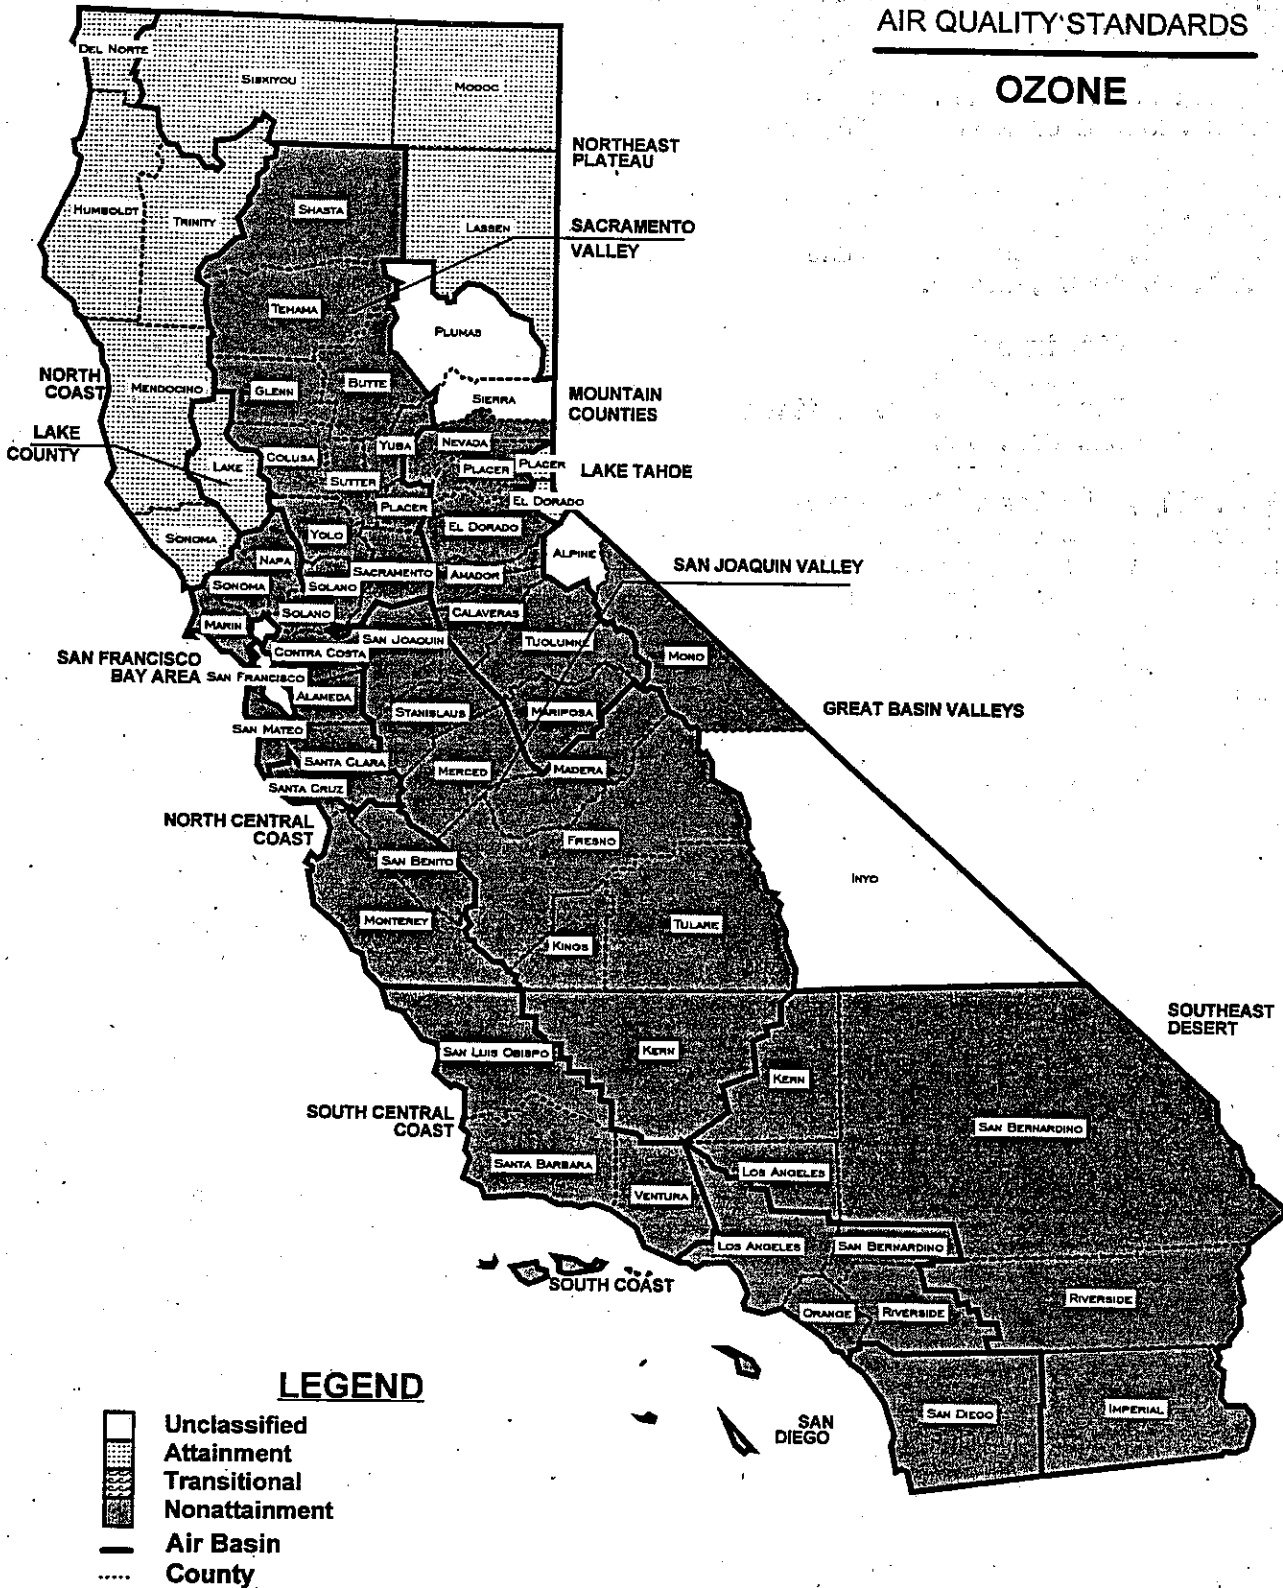 AIR QUALITY STANDARDS
OZONE
DEL NORTE
SISKIYOU
MODOC
NORTHEAST
PLATEAU
HUMBOLDT
TRINITY
SHASTA
LASSEN
SACRAMENTO
VALLEY
TEHAMA
PLUMAS
NORTH
COAST
MENDOCINO
GLENN
BUTTE
SIERRA
MOUNTAIN
COUNTIES
LAKE
COUNTY
LAKE
COLUSA
YUBA
NEVADA
SUTTER
PLACER
PLACER
LAKE TAHOE
PLACER
EL DORADO
SONOMA
YOLO
EL DORADO
ALPINE
NAPA
SACRAMENTO
AMADOR
SAN JOAQUIN VALLEY
SONOMA
SOLANO
MARIN
SOLANO
CALAVERAS
SAN JOAQUIN
TUOLUMNE
CONTRA COSTA
MONO
SAN FRANCISCO
BAY AREA
SAN FRANCISCO
ALAMEDA
STANISLAUS
MARIPOSA
GREAT BASIN VALLEYS
SAN MATEO
SANTA CLARA
MERCED
MADERA
SANTA CRUZ
NORTH CENTRAL
COAST
FRESNO
SAN BENITO
INYO
MONTEREY
TULARE
KINGS
SOUTHEAST
DESERT
SAN LUIS OBISPO
KERN
KERN
SOUTH CENTRAL
COAST
SAN BERNARDINO
SANTA BARBARA
LOS ANGELES
VENTURA
LOS ANGELES
SAN BERNARDINO
SOUTH COAST
ORANGE
RIVERSIDE
RIVERSIDE
SAN DIEGO
IMPERIAL
SAN
DIEGO
LEGEND
Unclassified
Attainment
Transitional
Nonattainment
Air Basin
County